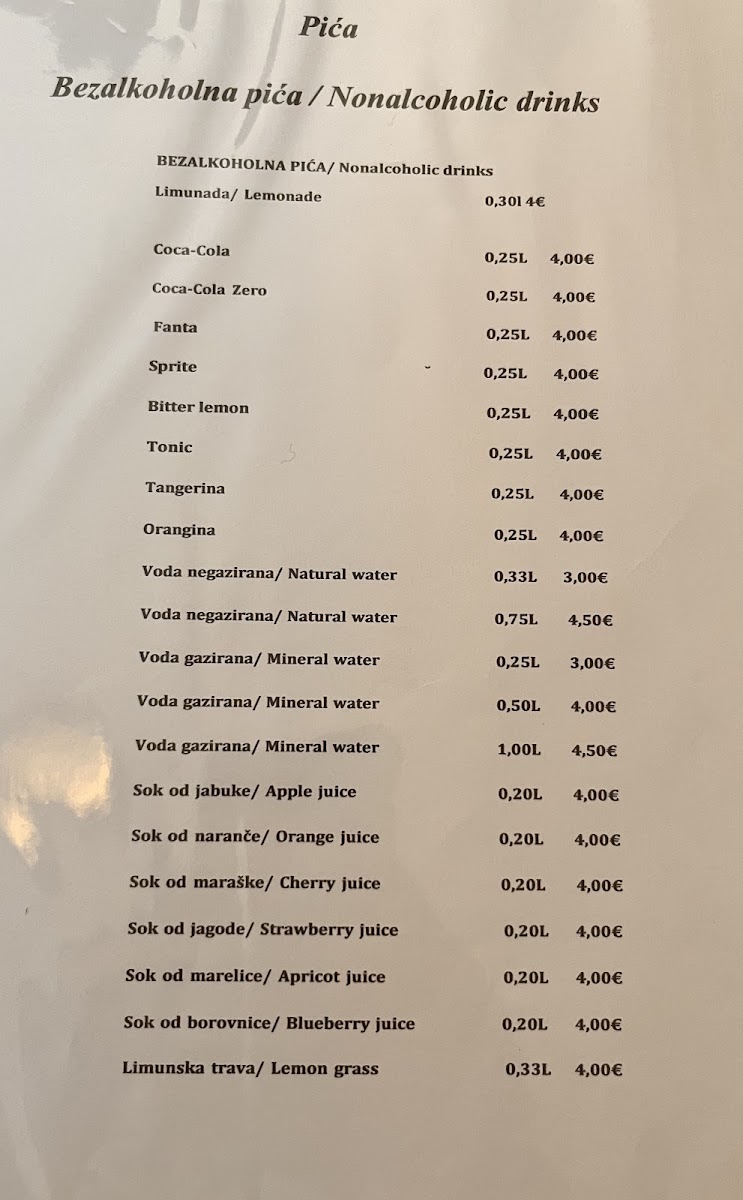 Pića
Bezalkoholna pića / Nonalcoholic drinks
BEZALKOHOLNA PIĆA/ Nonalcoholic drinks
Limunada/ Lemonade 0,30l 4€
Coca-Cola 0,25L 4,00€
Coca-Cola Zero 0,25L 4,00€
Fanta 0,25L 4,00€
Sprite 0,25L 4,00€
Bitter lemon 0,25L 4,00€
Tonic 0,25L 4,00€
Tangerina 0,25L 4,00€
Orangina 0,25L 4,00€
Voda negazirana/ Natural water 0,33L 3,00€
Voda negazirana/ Natural water 0,75L 4,50€
Voda gazirana/ Mineral water 0,25L 3,00€
Voda gazirana/ Mineral water 0,50L 4,00€
Voda gazirana/ Mineral water 1,00L 4,50€
Sok od jabuke/ Apple juice 0,20L 4,00€
Sok od naranče/ Orange juice 0,20L 4,00€
Sok od maraške/ Cherry juice 0,20L 4,00€
Sok od jagode/ Strawberry juice 0,20L 4,00€
Sok od marelice/ Apricot juice 0,20L 4,00€
Sok od borovnice/ Blueberry juice 0,20L 4,00€
Limunska trava/ Lemon grass 0,33L 4,00€